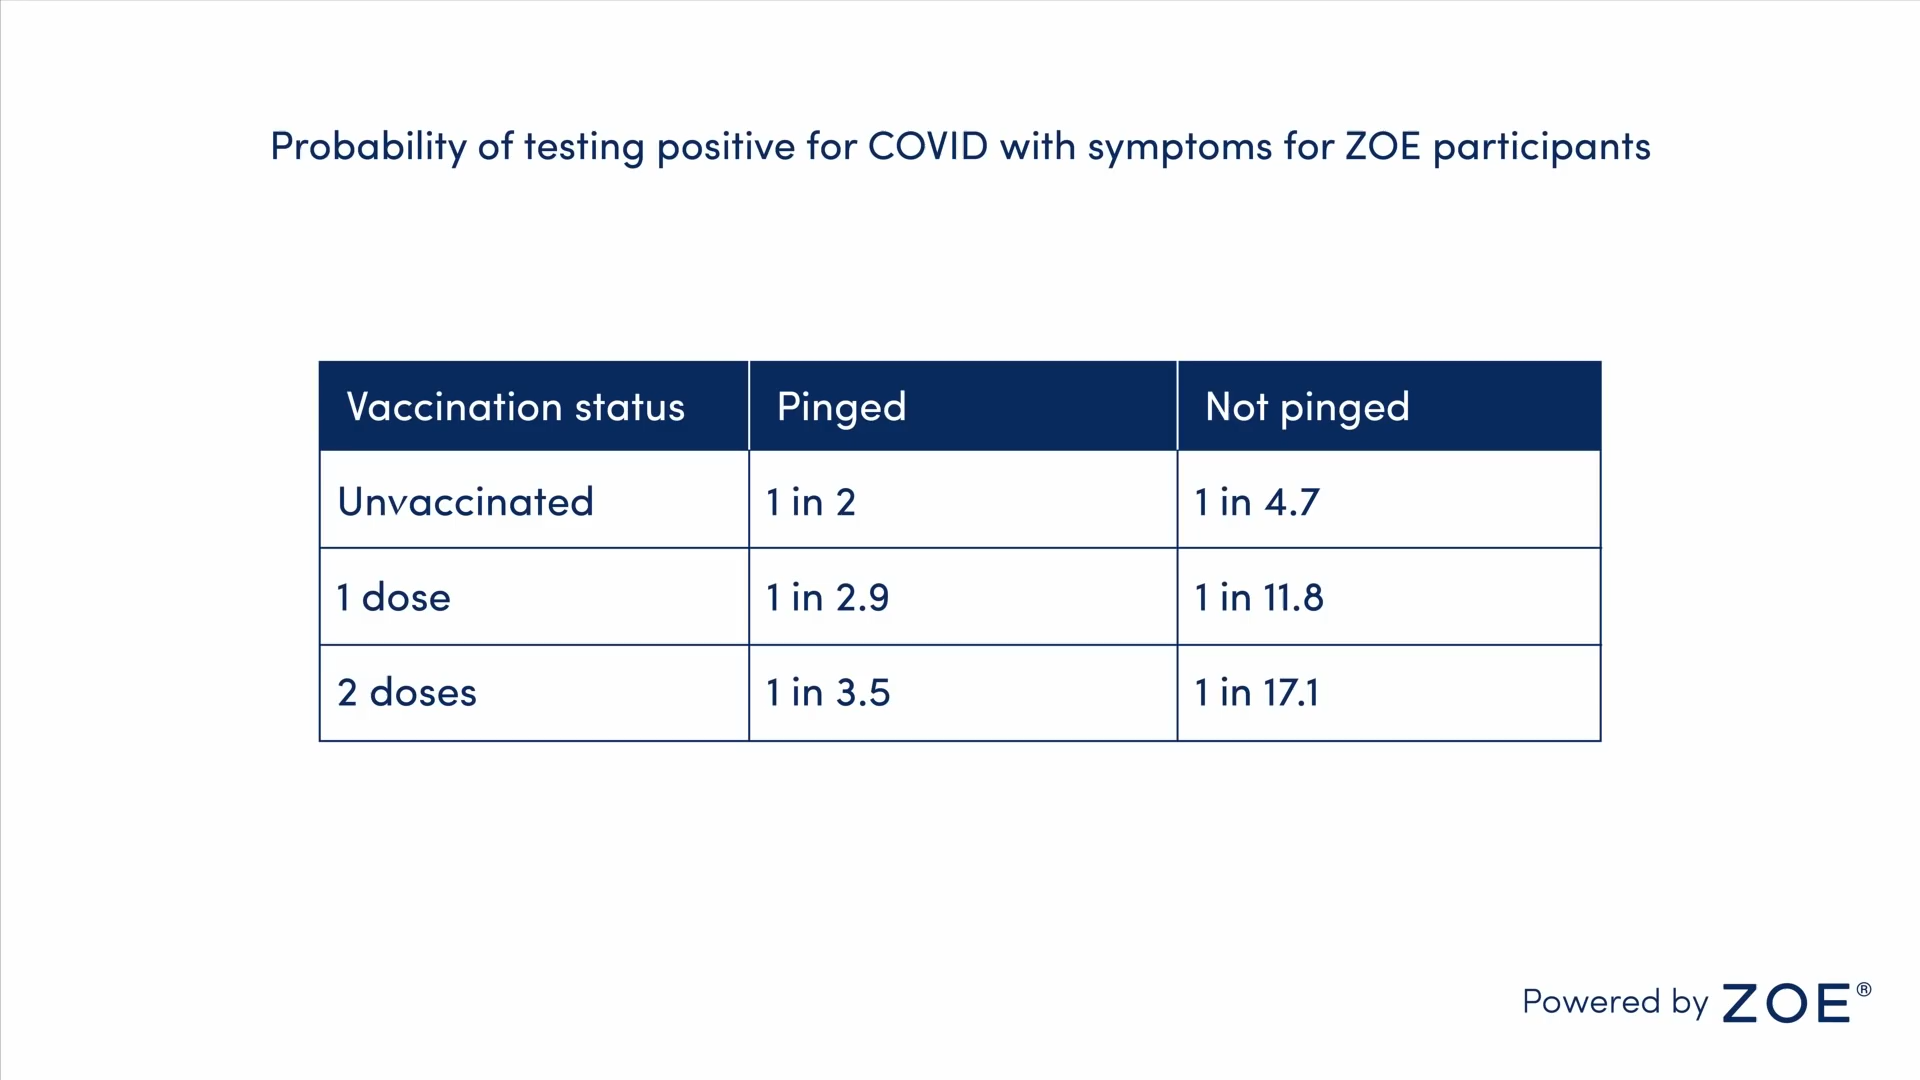 Probability of testing positive for COVID with symptoms for ZOE participants
Vaccination status Pinged Not pinged
Unvaccinated 1 in 2 1 in 4.7
1 dose 1 in 2.9 1 in 11.8
2 doses 1 in 3.5 1 in 17.1
Powered by ZOE®